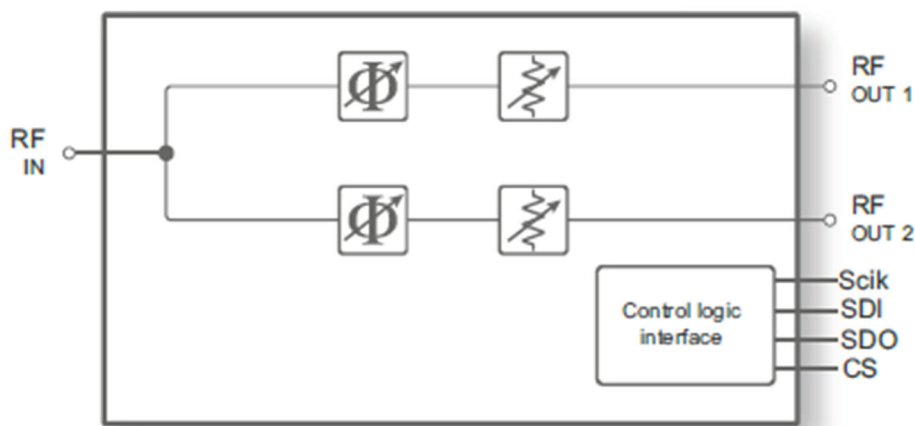 RF
IN
Φ
RF
OUT 1
Φ
RF
OUT 2
Control logic
interface
Scik
SDI
SDO
CS